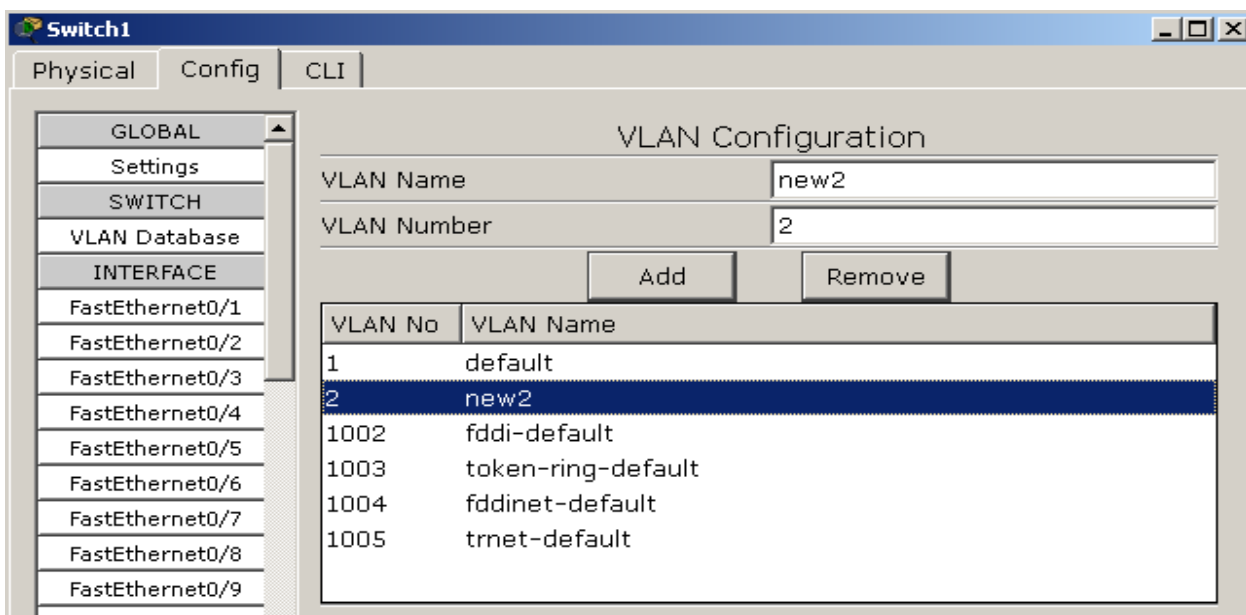 Switch1
Physical Config CLI
GLOBAL
Settings
SWITCH
VLAN Database
INTERFACE
FastEthernet0/1
FastEthernet0/2
FastEthernet0/3
FastEthernet0/4
FastEthernet0/5
FastEthernet0/6
FastEthernet0/7
FastEthernet0/8
FastEthernet0/9
VLAN Configuration
VLAN Name new2
VLAN Number 2
Add Remove
VLAN No VLAN Name
1 default
2 new2
1002 fddi-default
1003 token-ring-default
1004 fddinet-default
1005 trnet-default